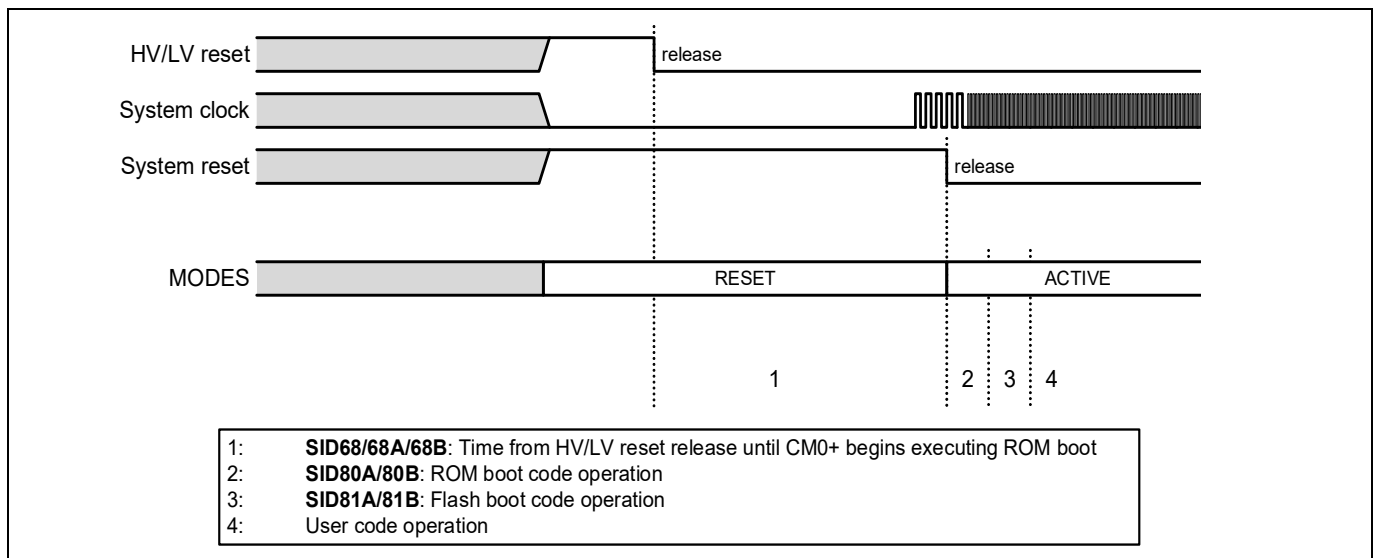 HV/LV reset
release
System clock
System reset
release
MODES
RESET
ACTIVE
1
2
3
4
1: SID68/68A/68B: Time from HV/LV reset release until CM0+ begins executing ROM boot
2: SID80A/80B: ROM boot code operation
3: SID81A/81B: Flash boot code operation
4: User code operation